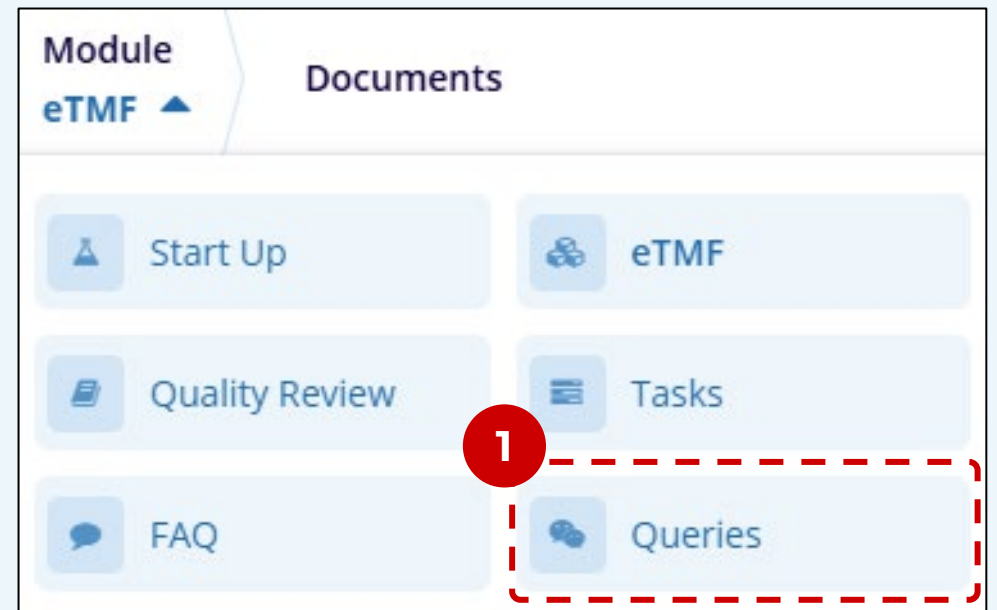 Module
eTMF
Documents
Start Up
eTMF
Quality Review
Tasks
1
FAQ
Queries